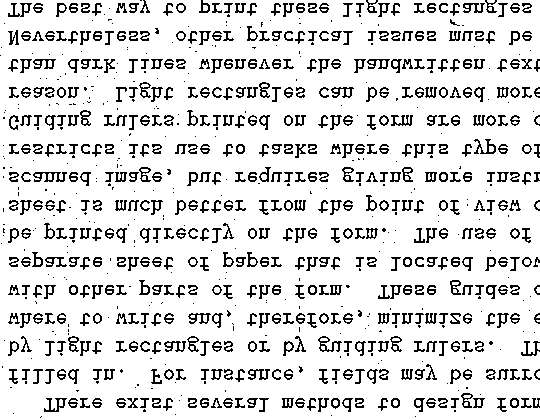 There exist several methods to design form
filled in. For instance, fields may be surro
by light rectangles or by guiding rulers. Th
where to write and, therefore, minimize the e
with other parts of the form. These guides c
separate sheet of paper that is located below
be printed directly on the form. The use of
sheet is much better from the point of view o
scanned image, but requires giving more instr
restricts its use to tasks where this type of
Guiding rulers printed on the form are more c
reason. Light rectangles can be removed more
than dark lines whenever the handwritten text
Nevertheless, other practical issues must be
The best way to print these light rectangles